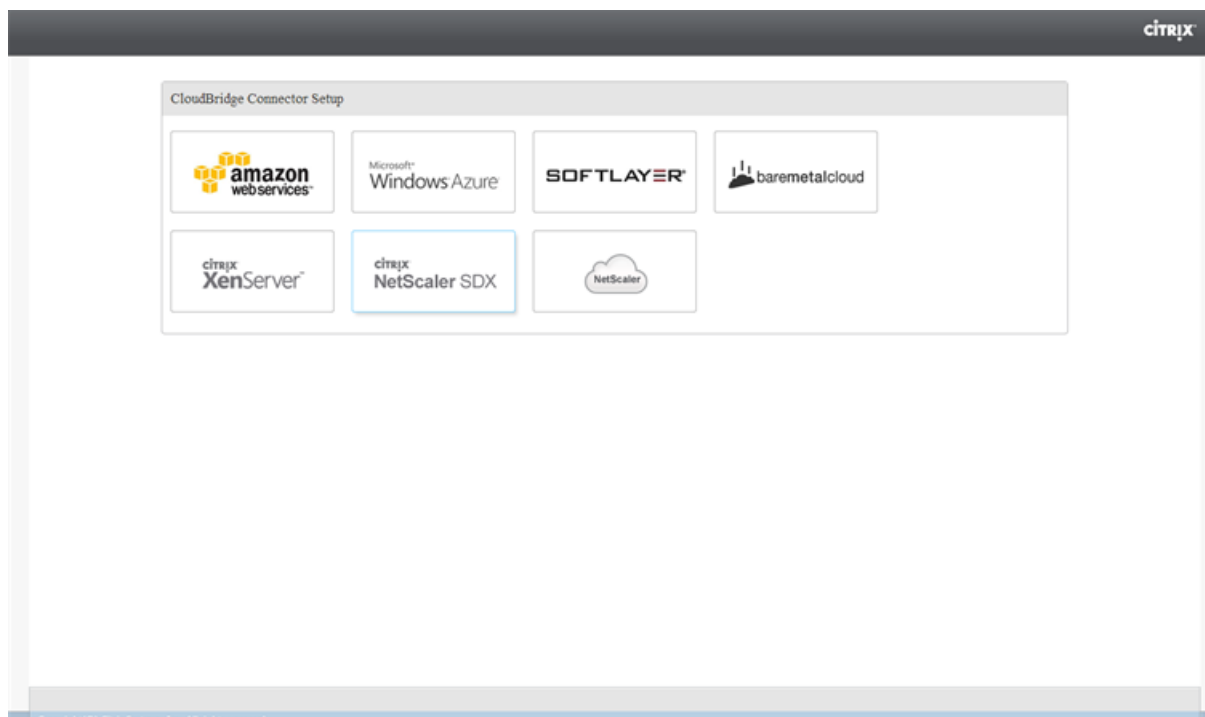 citrix
CloudBridge Connector Setup
amazon
webservices™
Microsoft®
Windows Azure
SOFTLAYER®
baremetalcloud
citrix
XenServer™
citrix
NetScaler SDX
NetScaler